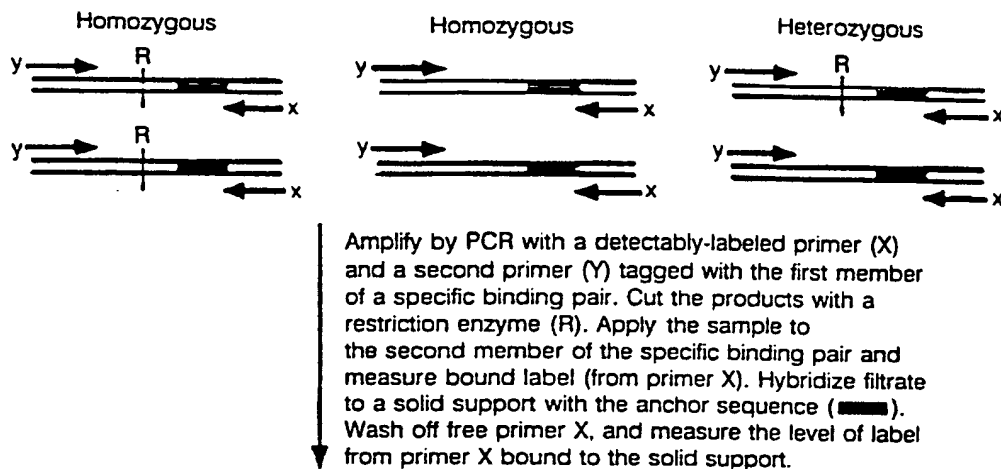 Homozygous Homozygous Heterozygous
R R
y y y
x x x
R
y y y
x x x
Amplify by PCR with a detectably-labeled primer (X)
and a second primer (Y) tagged with the first member
of a specific binding pair. Cut the products with a
restriction enzyme (R). Apply the sample to
the second member of the specific binding pair and
measure bound label (from primer X). Hybridize filtrate
to a solid support with the anchor sequence ( ).
Wash off free primer X, and measure the level of label
from primer X bound to the solid support.